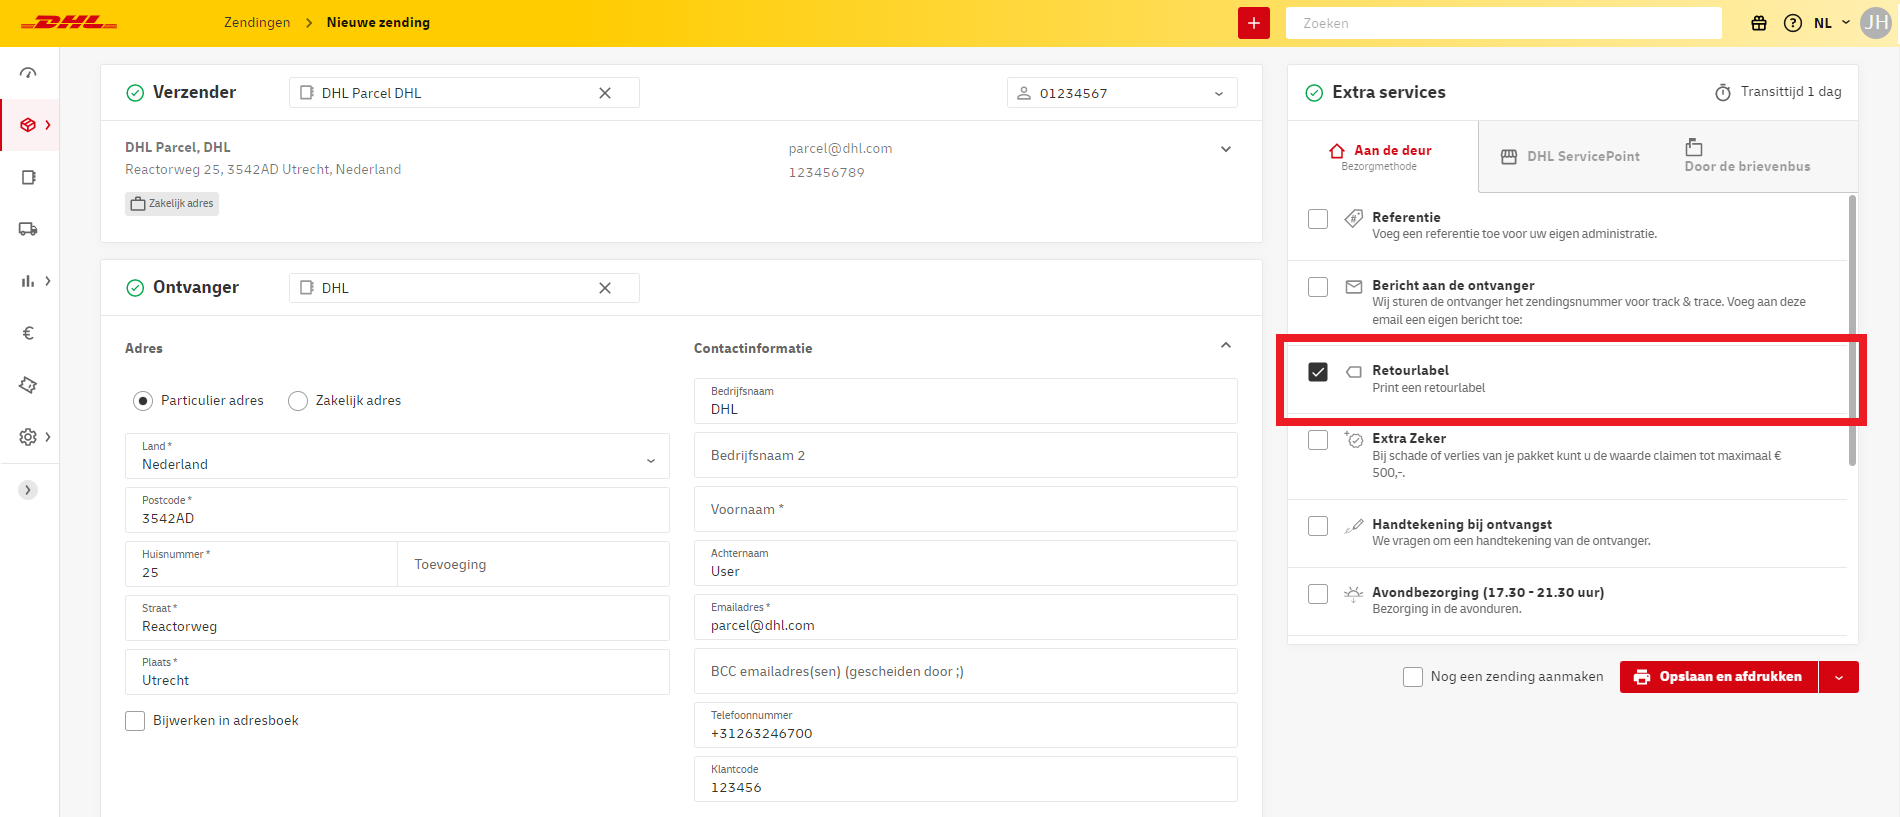 DHL
Zendingen > Nieuwe zending
+
Zoeken
? NL
JH
Verzender
DHL Parcel DHL
01234567
DHL Parcel, DHL
Reactorweg 25, 3542AD Utrecht, Nederland
parcel@dhl.com
123456789
Zakelijk adres
€
Ontvanger
DHL
Adres
Particulier adres
Zakelijk adres
Land *
Nederland
Postcode *
3542AD
Huisnummer *
25
Toevoeging
Straat *
Reactorweg
Plaats *
Utrecht
Bijwerken in adresboek
Contactinformatie
Bedrijfsnaam
DHL
Bedrijfsnaam 2
Voornaam *
Achternaam
User
Emailadres *
parcel@dhl.com
BCC emailadres(sen) (gescheiden door ;)
Telefoonnummer
+31263246700
Klantcode
123456
Extra services
Transittijd 1 dag
Aan de deur
Bezorgmethode
DHL ServicePoint
Door de brievenbus
#
Referentie
Voeg een referentie toe voor uw eigen administratie.
Bericht aan de ontvanger
Wij sturen de ontvanger het zendingsnummer voor track & trace. Voeg aan deze
email een eigen bericht toe:
Retourlabel
Print een retourlabel
Extra Zeker
Bij schade of verlies van je pakket kunt u de waarde claimen tot maximaal €
500,-.
Handtekening bij ontvangst
We vragen om een handtekening van de ontvanger.
Avondbezorging (17.30 - 21.30 uur)
Bezorging in de avonduren.
Nog een zending aanmaken
Opslaan en afdrukken